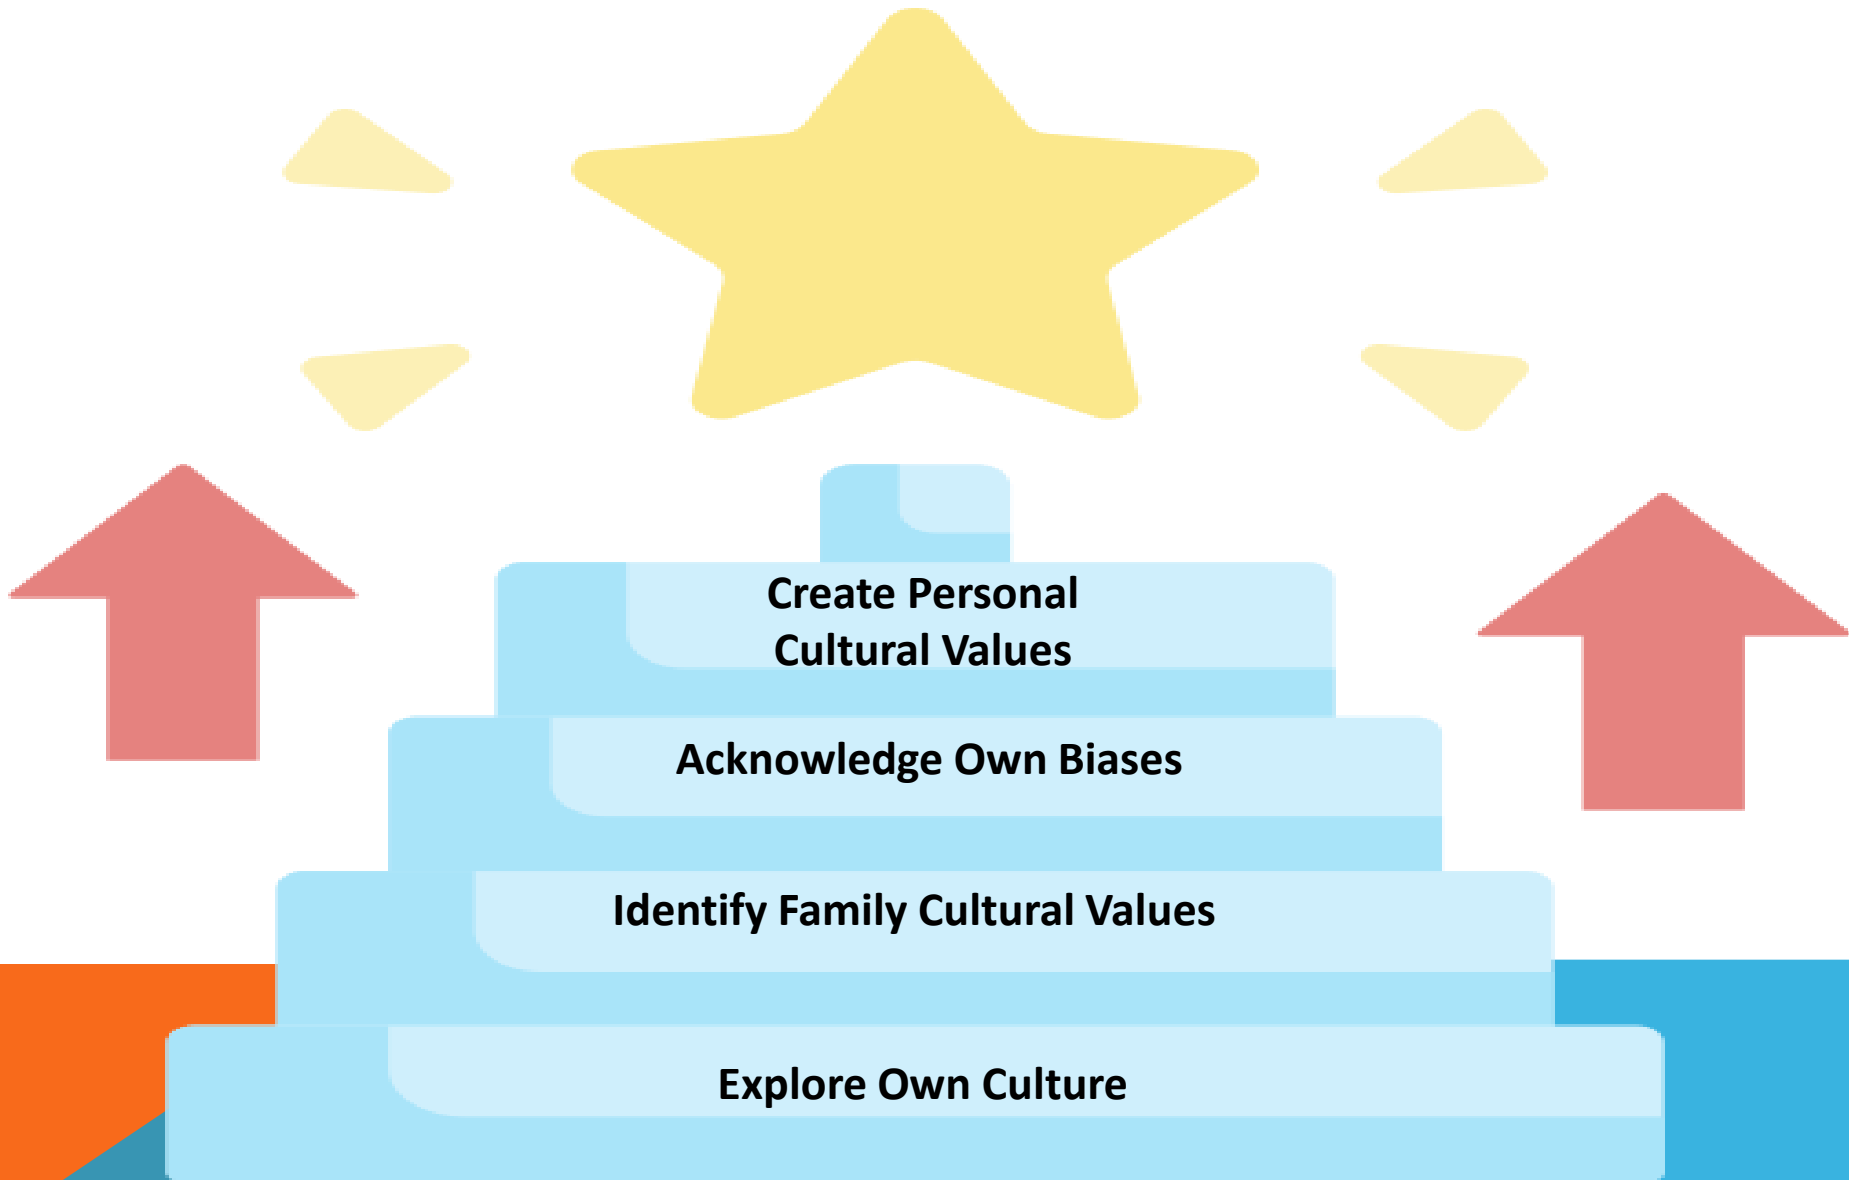 Create Personal
Cultural Values
Acknowledge Own Biases
Identify Family Cultural Values
Explore Own Culture